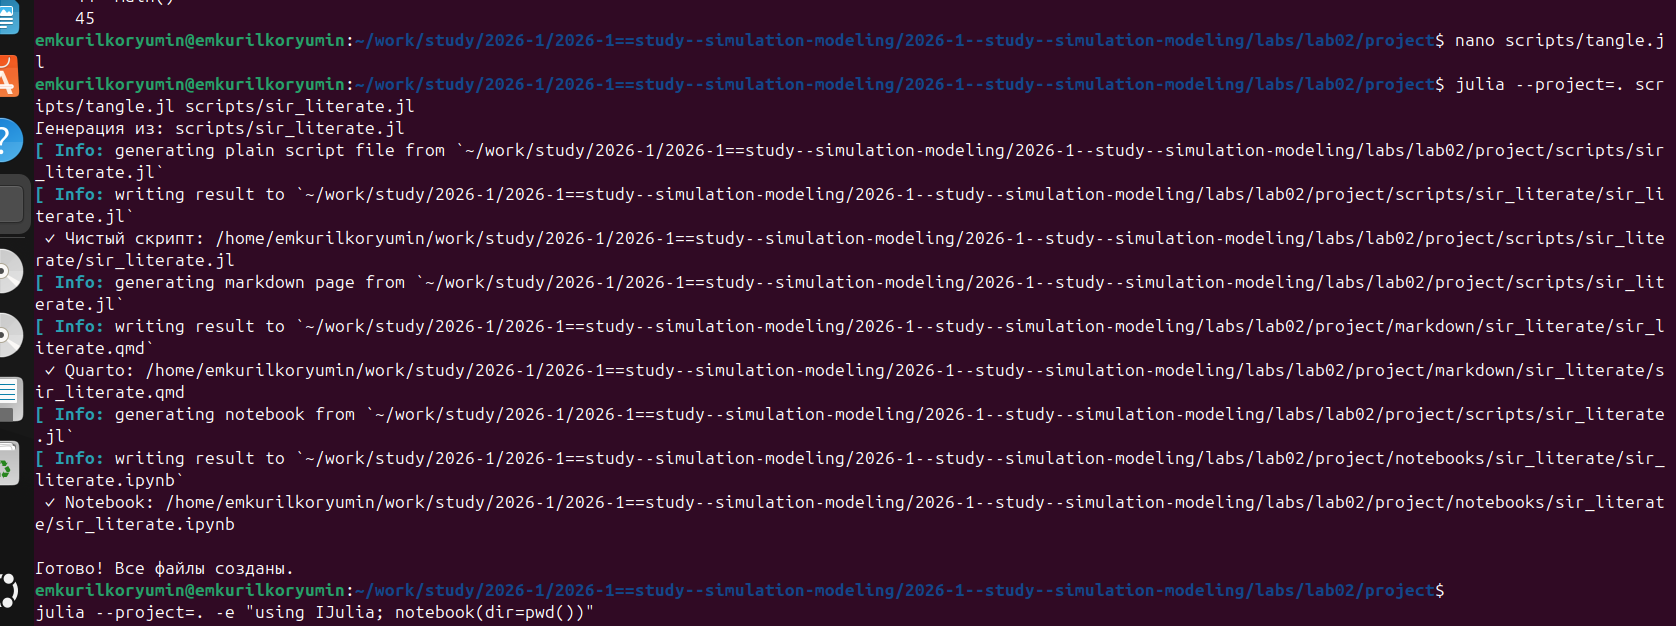 45
emkurilkoryumin@emkurilkoryumin:~/work/study/2026-1/2026-1==study--simulation-modeling/2026-1--study--simulation-modeling/labs/lab02/project$ nano scripts/tangle.j
l
emkurilkoryumin@emkurilkoryumin:~/work/study/2026-1/2026-1==study--simulation-modeling/2026-1--study--simulation-modeling/labs/lab02/project$ julia --project=. scr
ipts/tangle.jl scripts/sir_literate.jl
Генерация из: scripts/sir_literate.jl
[ Info: generating plain script file from `~/work/study/2026-1/2026-1==study--simulation-modeling/2026-1--study--simulation-modeling/labs/lab02/project/scripts/sir
_literate.jl`
[ Info: writing result to `~/work/study/2026-1/2026-1==study--simulation-modeling/2026-1--study--simulation-modeling/labs/lab02/project/scripts/sir_literate/sir_li
terate.jl`
✓ Чистый скрипт: /home/emkurilkoryumin/work/study/2026-1/2026-1==study--simulation-modeling/2026-1--study--simulation-modeling/labs/lab02/project/scripts/sir_lite
rate/sir_literate.jl
[ Info: generating markdown page from `~/work/study/2026-1/2026-1==study--simulation-modeling/2026-1--study--simulation-modeling/labs/lab02/project/scripts/sir_lit
erate.jl`
[ Info: writing result to `~/work/study/2026-1/2026-1==study--simulation-modeling/2026-1--study--simulation-modeling/labs/lab02/project/markdown/sir_literate/sir_l
iterate.qmd`
✓ Quarto: /home/emkurilkoryumin/work/study/2026-1/2026-1==study--simulation-modeling/2026-1--study--simulation-modeling/labs/lab02/project/markdown/sir_literate/s
ir_literate.qmd
[ Info: generating notebook from `~/work/study/2026-1/2026-1==study--simulation-modeling/2026-1--study--simulation-modeling/labs/lab02/project/scripts/sir_literate
.jl`
[ Info: writing result to `~/work/study/2026-1/2026-1==study--simulation-modeling/2026-1--study--simulation-modeling/labs/lab02/project/notebooks/sir_literate/sir_
literate.ipynb`
✓ Notebook: /home/emkurilkoryumin/work/study/2026-1/2026-1==study--simulation-modeling/2026-1--study--simulation-modeling/labs/lab02/project/notebooks/sir_literat
e/sir_literate.ipynb
Готово! Все файлы созданы.
emkurilkoryumin@emkurilkoryumin:~/work/study/2026-1/2026-1==study--simulation-modeling/2026-1--study--simulation-modeling/labs/lab02/project$
julia --project=. -e "using IJulia; notebook(dir=pwd())"